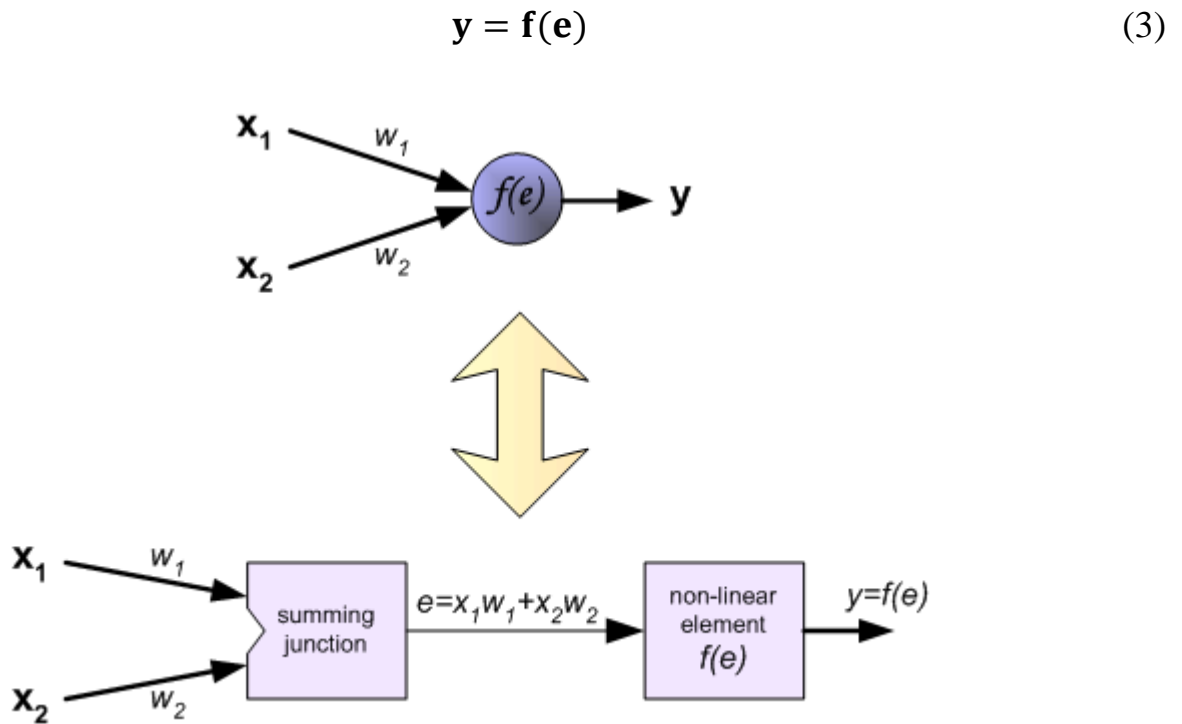 y = f(e) (3)
x₁ w₁
f(e) y
x₂ w₂
x₁ w₁
summing
junction
e=x₁w₁+x₂w₂
non-linear
element
f(e)
y=f(e)
x₂ w₂